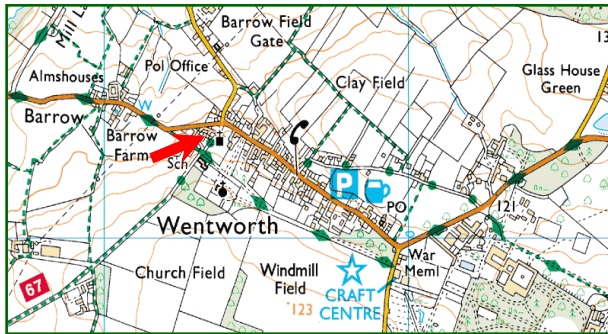 Mill La
Barrow Field
Gate
Almshouses
Pol Office
Clay Field
Glass House
Green
W
Barrow
Barrow
Farm
Sch
P
PO
121
Wentworth
67
Church Field
Windmill
Field
War
Meml
123
CRAFT
CENTRE